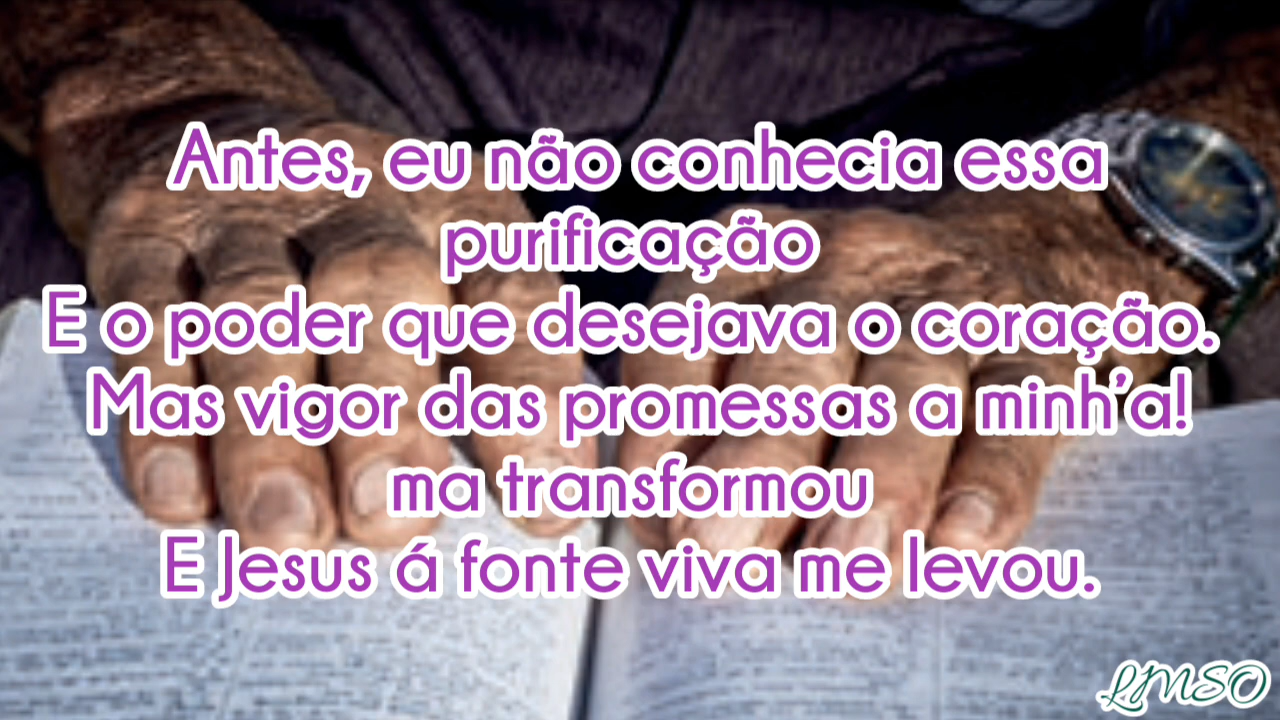 Antes, eu não conhecia essa
purificação
E o poder que desejava o coração.
Mas vigor das promessas a minh'a!
ma transformou
E Jesus á fonte viva me levou.
LMSO